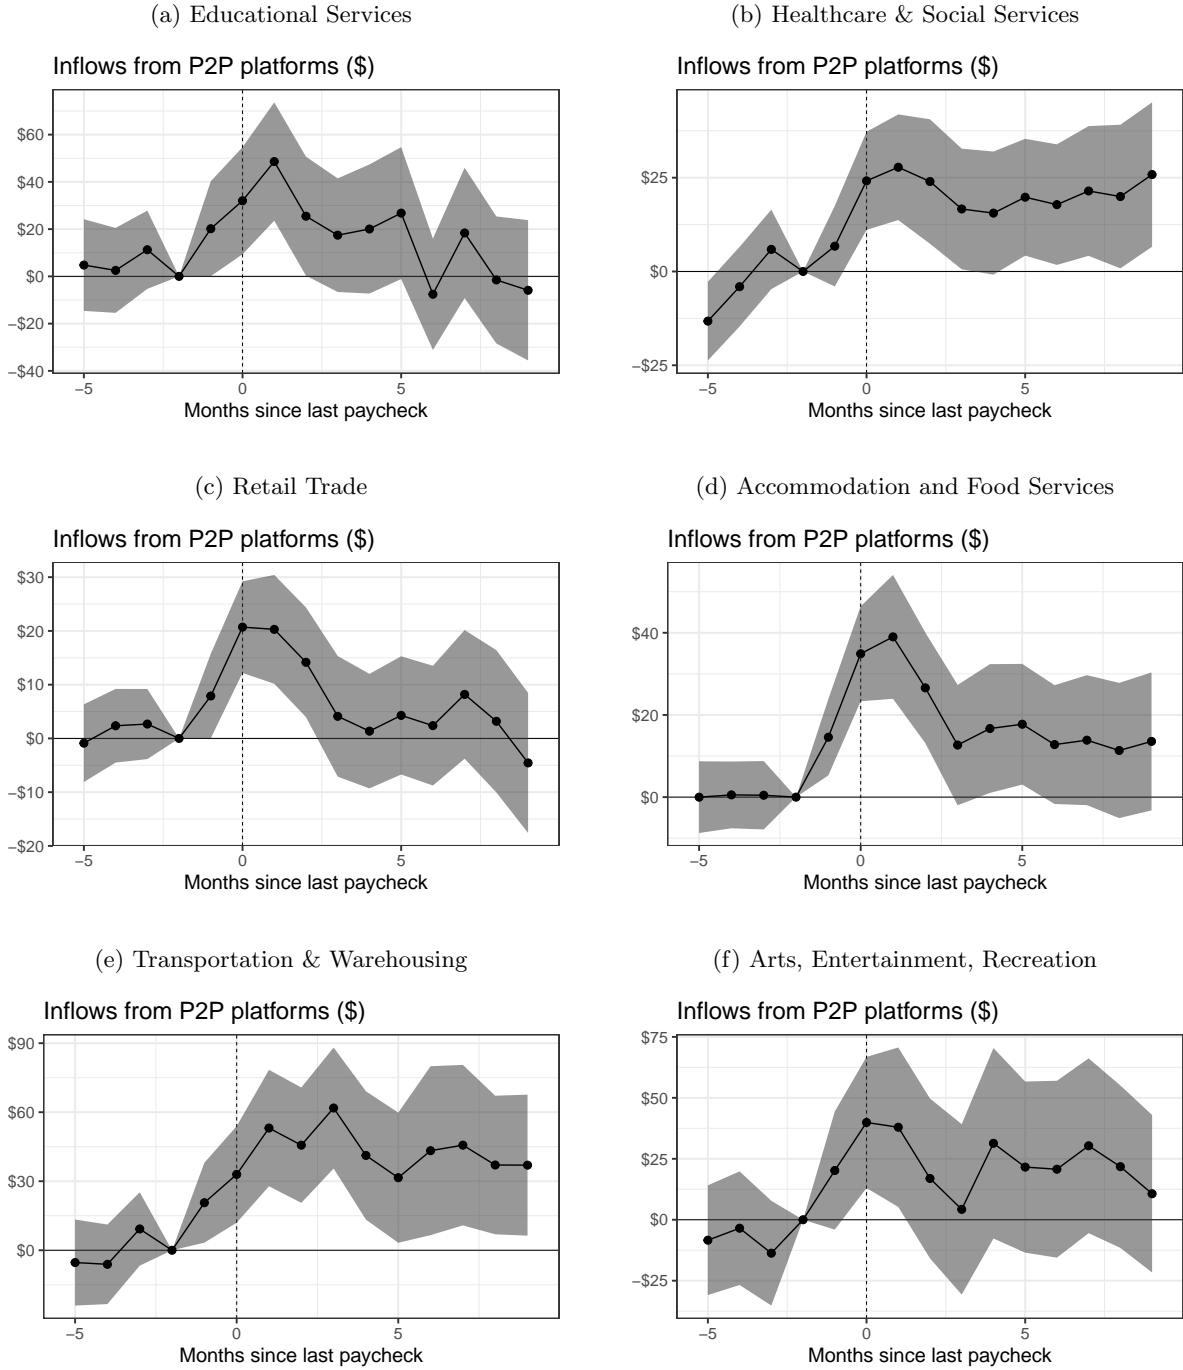 (a) Educational Services
Inflows from P2P platforms ($)
$60
$40
$20
$0
−$20
−$40
−5 0 5
Months since last paycheck
(b) Healthcare & Social Services
Inflows from P2P platforms ($)
$25
$0
−$25
−5 0 5
Months since last paycheck
(c) Retail Trade
Inflows from P2P platforms ($)
$30
$20
$10
$0
−$10
−$20
−5 0 5
Months since last paycheck
(d) Accommodation and Food Services
Inflows from P2P platforms ($)
$40
$20
$0
−5 0 5
Months since last paycheck
(e) Transportation & Warehousing
Inflows from P2P platforms ($)
$90
$60
$30
$0
−5 0 5
Months since last paycheck
(f) Arts, Entertainment, Recreation
Inflows from P2P platforms ($)
$75
$50
$25
$0
−$25
−5 0 5
Months since last paycheck